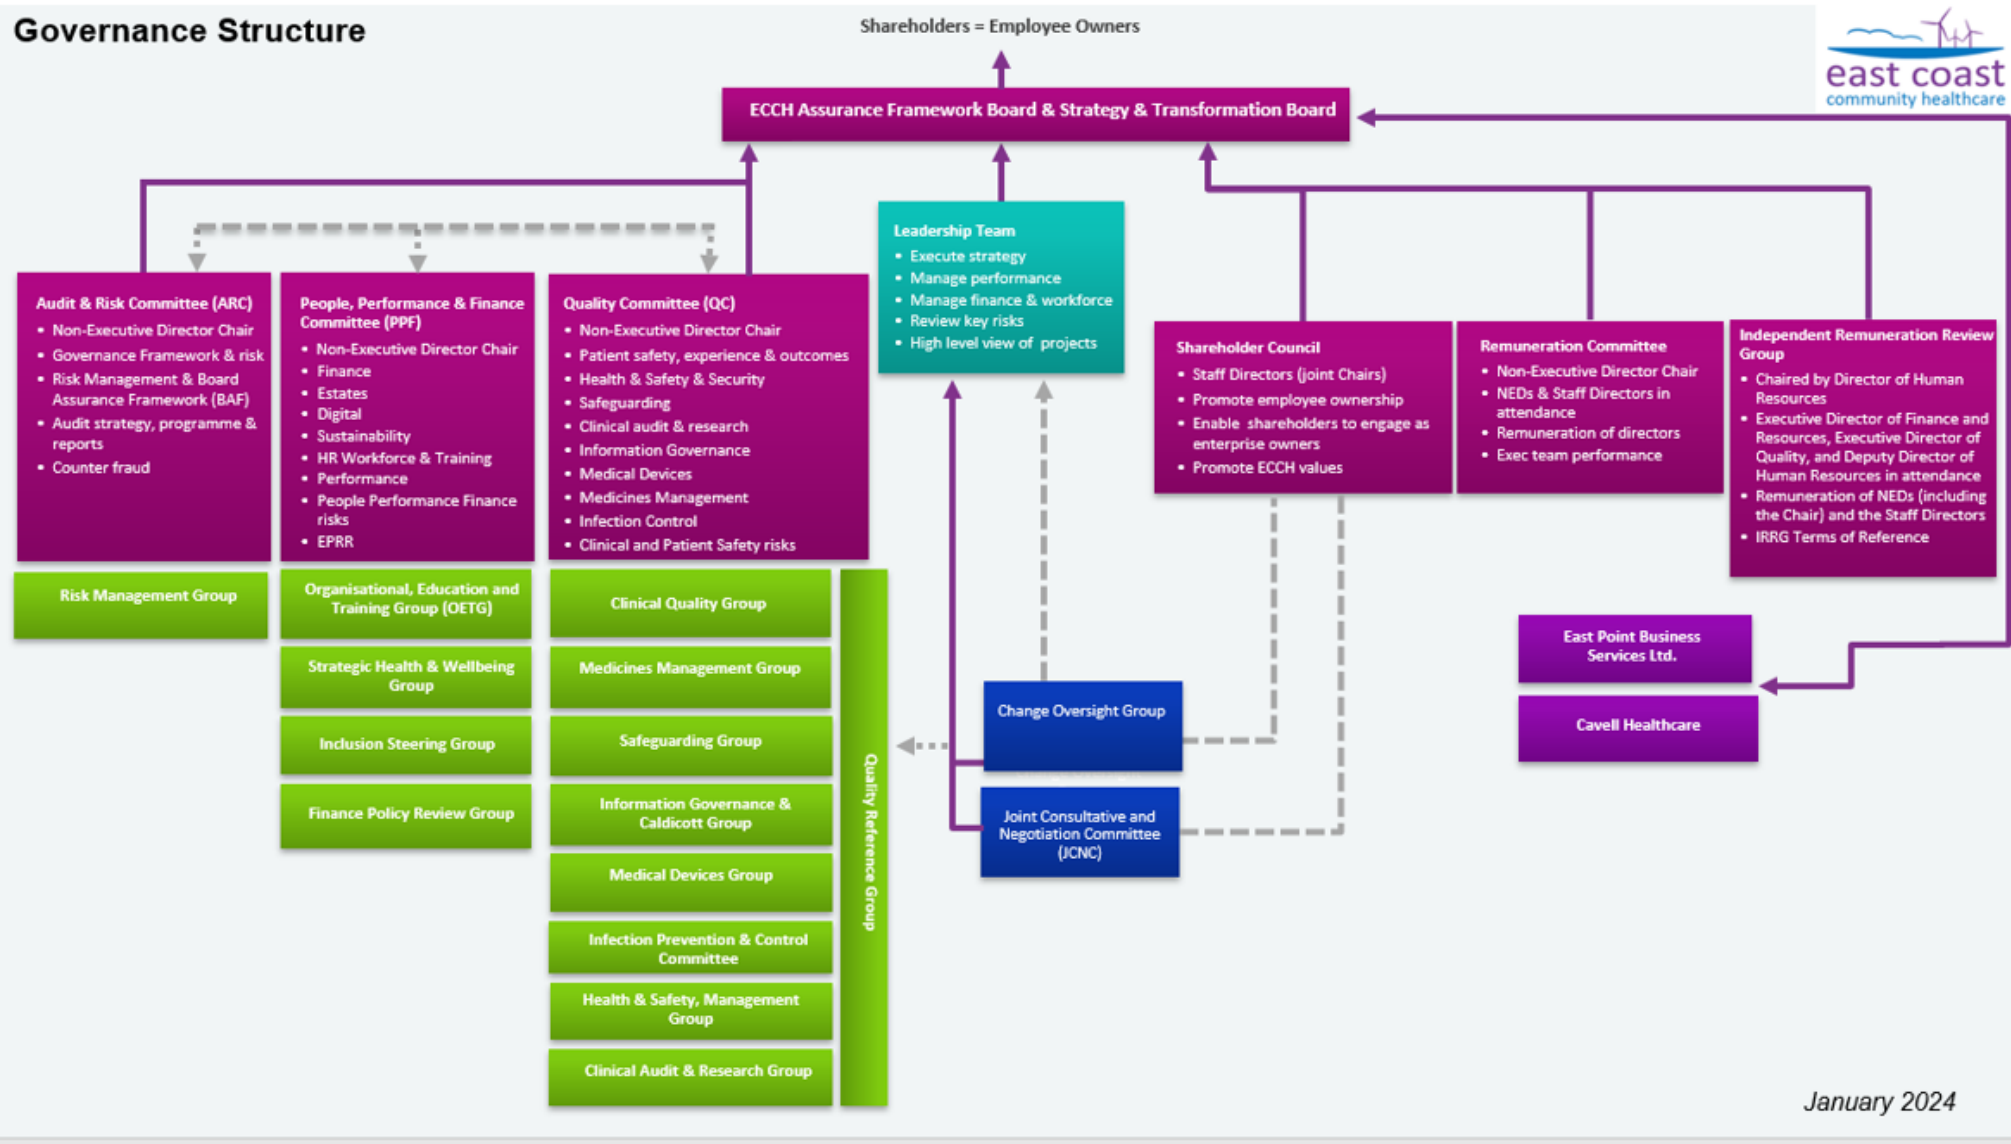 Governance Structure
Shareholders = Employee Owners
east coast
community healthcare
ECCH Assurance Framework Board & Strategy & Transformation Board
Leadership Team
• Execute strategy
• Manage performance
• Manage finance & workforce
• Review key risks
• High level view of projects
Audit & Risk Committee (ARC)
• Non-Executive Director Chair
• Governance Framework & risk
• Risk Management & Board
Assurance Framework (BAF)
• Audit strategy, programme &
reports
• Counter fraud
People, Performance & Finance
Committee (PPF)
• Non-Executive Director Chair
• Finance
• Estates
• Digital
• Sustainability
• HR Workforce & Training
• Performance
• People Performance Finance
risks
• EPRR
Quality Committee (QC)
• Non-Executive Director Chair
• Patient safety, experience & outcomes
• Health & Safety & Security
• Safeguarding
• Clinical audit & research
• Information Governance
• Medical Devices
• Medicines Management
• Infection Control
• Clinical and Patient Safety risks
Shareholder Council
• Staff Directors (joint Chairs)
• Promote employee ownership
• Enable shareholders to engage as
enterprise owners
• Promote ECCH values
Remuneration Committee
• Non-Executive Director Chair
• NEDs & Staff Directors in
attendance
• Remuneration of directors
• Exec team performance
Independent Remuneration Review
Group
• Chaired by Director of Human
Resources
• Executive Director of Finance and
Resources, Executive Director of
Quality, and Deputy Director of
Human Resources in attendance
• Remuneration of NEDs (including
the Chair) and the Staff Directors
• IRRG Terms of Reference
Risk Management Group
Organisational, Education and
Training Group (OETG)
Strategic Health & Wellbeing
Group
Inclusion Steering Group
Finance Policy Review Group
Clinical Quality Group
Medicines Management Group
Safeguarding Group
Information Governance &
Caldicott Group
Medical Devices Group
Infection Prevention & Control
Committee
Health & Safety, Management
Group
Clinical Audit & Research Group
Quality Reference Group
Change Oversight Group
Joint Consultative and
Negotiation Committee
(JCNC)
East Point Business
Services Ltd.
Cavell Healthcare
January 2024